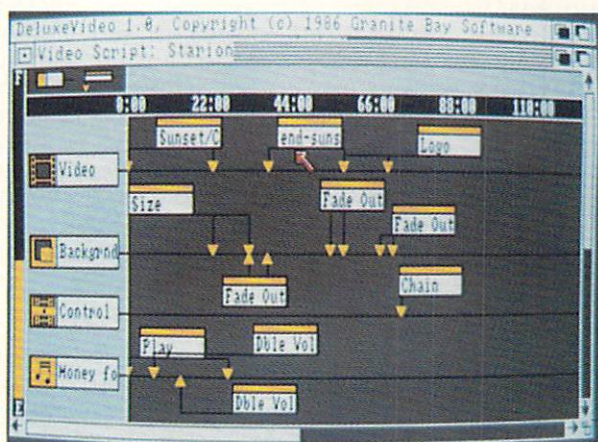 DeluxeVideo 1.0, Copyright (c) 1986 Granite Bay Software
Video Script: Starion
F
0:00 22:00 44:00 66:00 88:00 110:00
Sunset/C end-suns Logo
Video
Size Fade Out
Fade Out
Backgrnd
Fade Out Chain
Control
Play Dble Vol
Honey fo
Dble Vol
E